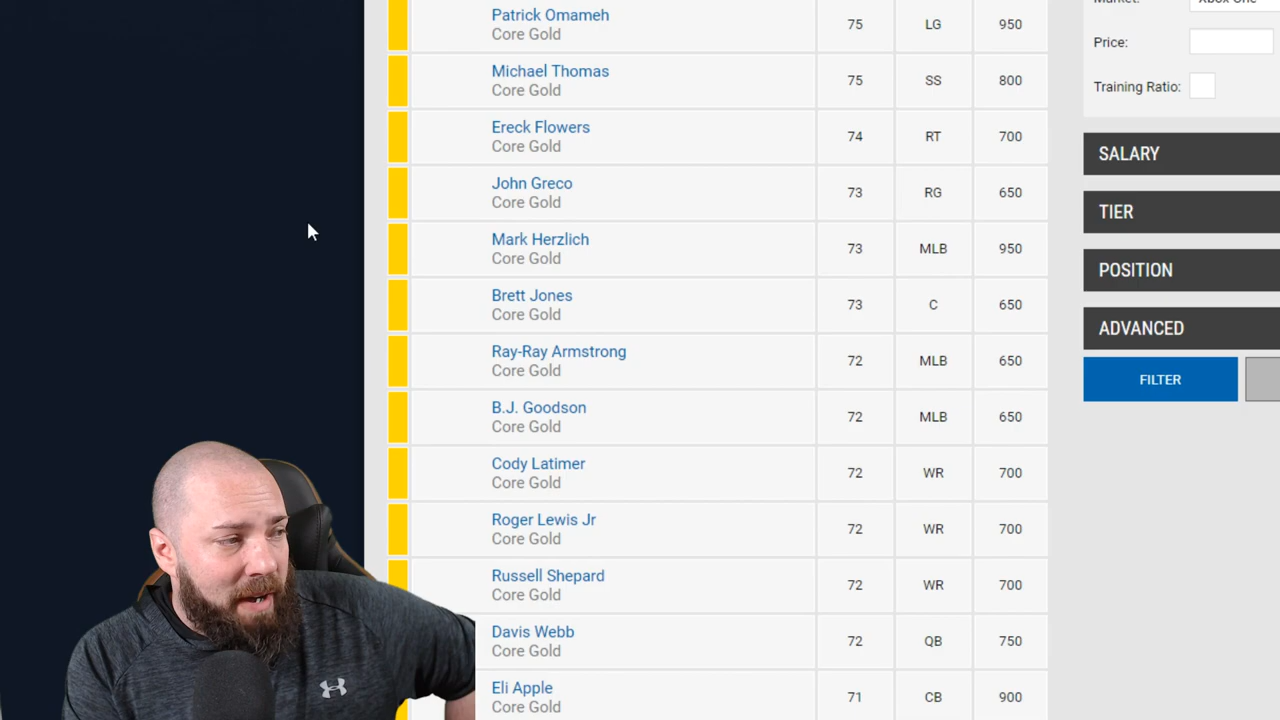 Patrick Omameh
Core Gold
75 LG 950
Michael Thomas
Core Gold
75 SS 800
Ereck Flowers
Core Gold
74 RT 700
John Greco
Core Gold
73 RG 650
Mark Herzlich
Core Gold
73 MLB 950
Brett Jones
Core Gold
73 C 650
Ray-Ray Armstrong
Core Gold
72 MLB 650
B.J. Goodson
Core Gold
72 MLB 650
Cody Latimer
Core Gold
72 WR 700
Roger Lewis Jr
Core Gold
72 WR 700
Russell Shepard
Core Gold
72 WR 700
Davis Webb
Core Gold
72 QB 750
Eli Apple
Core Gold
71 CB 900
Market: Xbox One
Price:
Training Ratio:
SALARY
TIER
POSITION
ADVANCED
FILTER